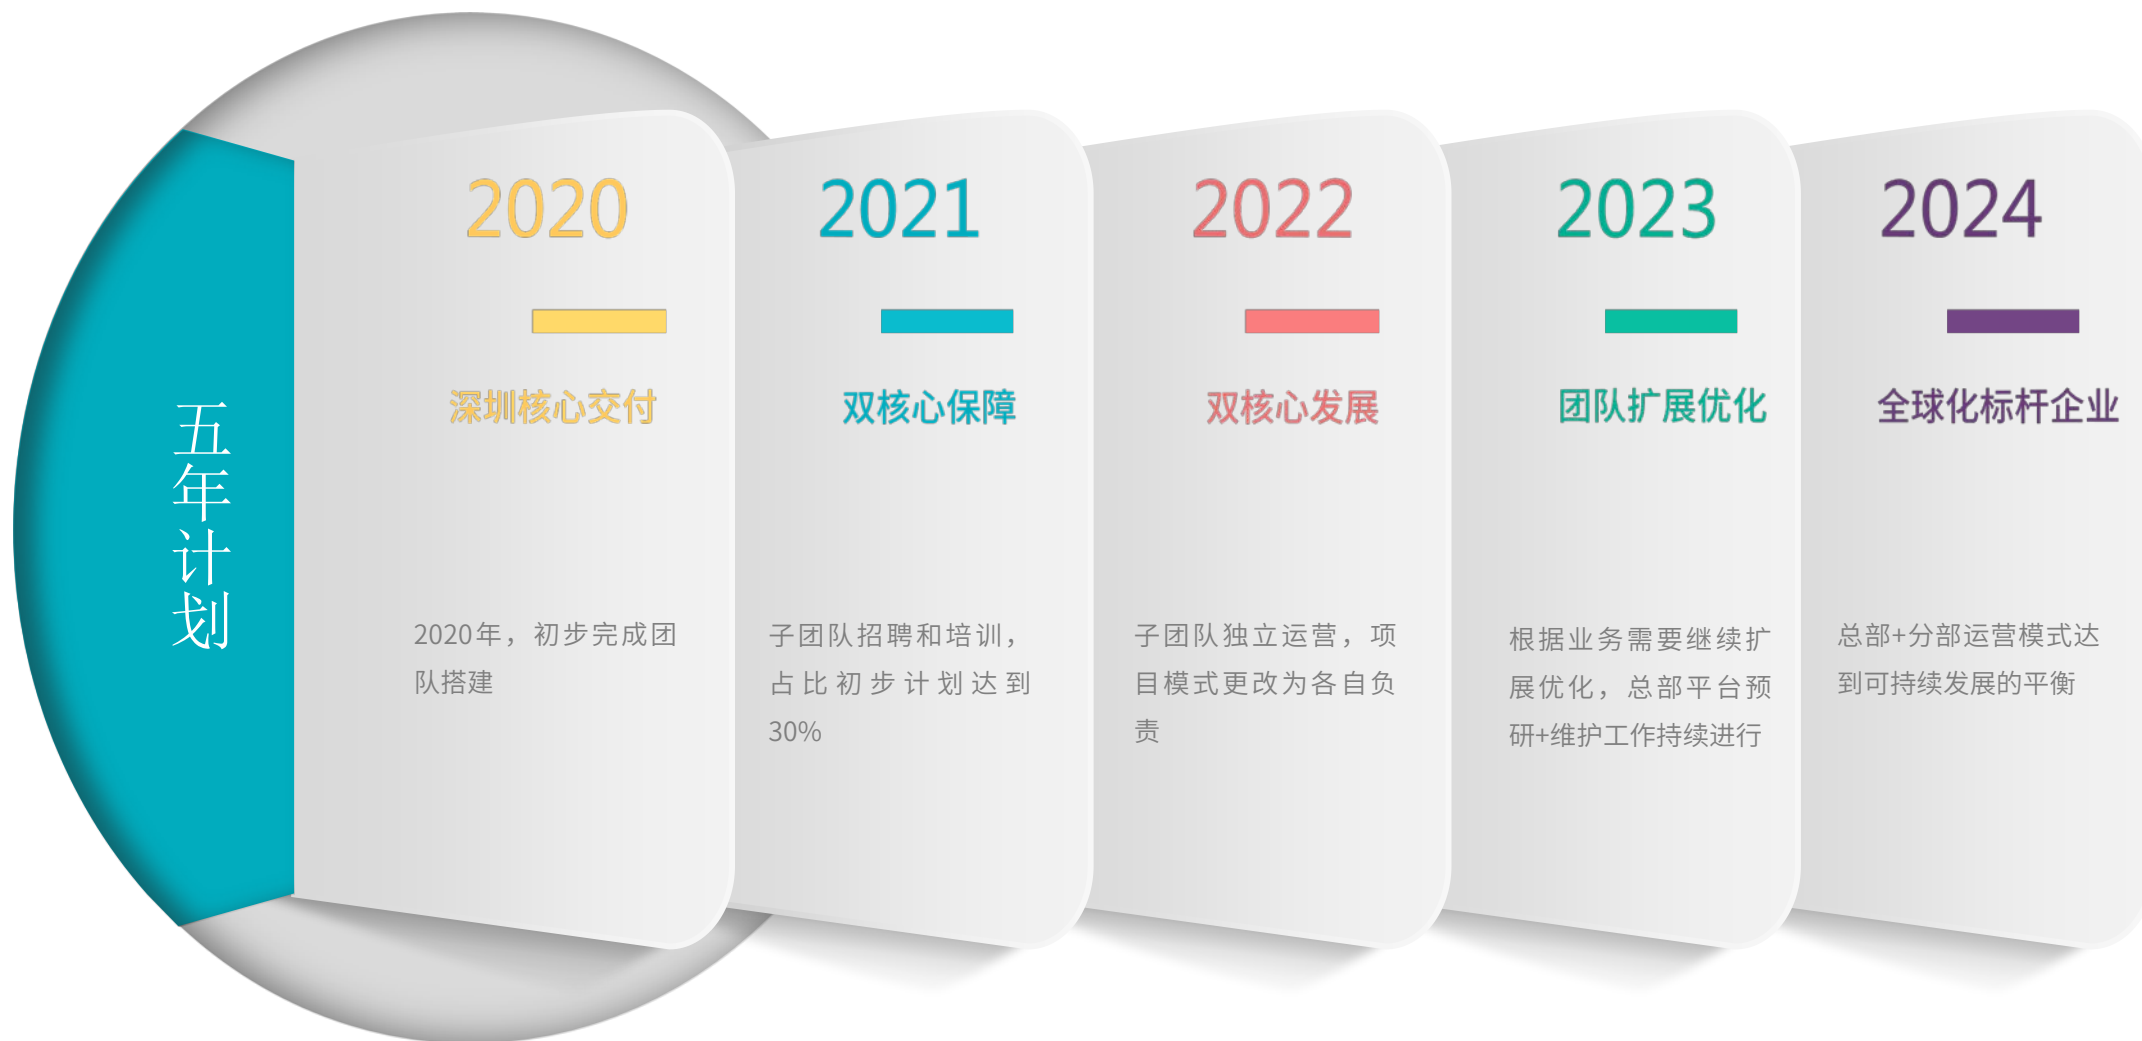 五年计划
2020
深圳核心交付
2020年，初步完成团
队搭建
2021
双核心保障
子团队招聘和培训，
占比初步计划达到
30%
2022
双核心发展
子团队独立运营，项
目模式更改为各自负
责
2023
团队扩展优化
根据业务需要继续扩
展优化，总部平台预
研+维护工作持续进行
2024
全球化标杆企业
总部+分部运营模式达
到可持续发展的平衡